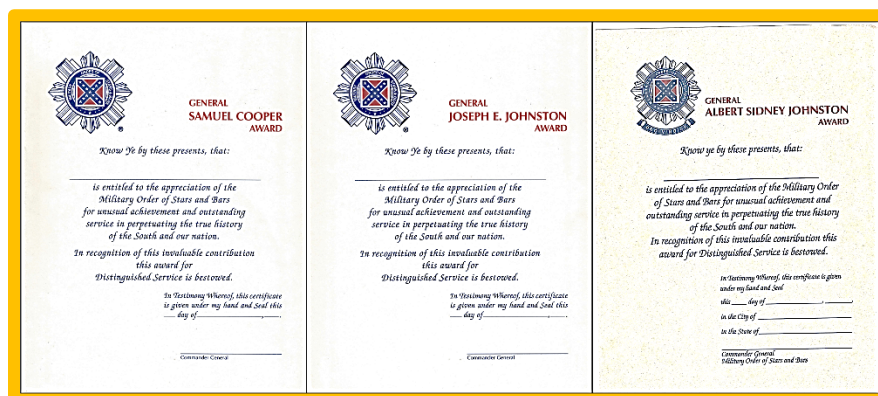 GENERAL
SAMUEL COOPER
AWARD
Know Ye by these presents, that:
is entitled to the appreciation of the
Military Order of Stars and Bars
for unusual achievement and outstanding
service in perpetuating the true history
of the South and our nation.
In recognition of this invaluable contribution
this award for
Distinguished Service is bestowed.
In Testimony Whereof, this certificate
is given under my hand and Seal this
___ day of ____________, ____.
Commander General
GENERAL
JOSEPH E. JOHNSTON
AWARD
Know Ye by these presents, that:
is entitled to the appreciation of the
Military Order of Stars and Bars
for unusual achievement and outstanding
service in perpetuating the true history
of the South and our nation.
In recognition of this invaluable contribution
this award for
Distinguished Service is bestowed.
In Testimony Whereof, this certificate
is given under my hand and Seal this
___ day of ____________, ____.
Commander General
GENERAL
ALBERT SIDNEY JOHNSTON
AWARD
Know ye by these presents, that:
is entitled to the appreciation of the Military Order
of Stars and Bars for unusual achievement and
outstanding service in perpetuating the true history
of the South and our nation.
In recognition of this invaluable contribution this
award for Distinguished Service is bestowed.
In Testimony Whereof, this certificate is given
under my hand and Seal
this ____ day of ____________, ____.
in the City of ____________
in the State of ____________
Commander General
Military Order of Stars and Bars